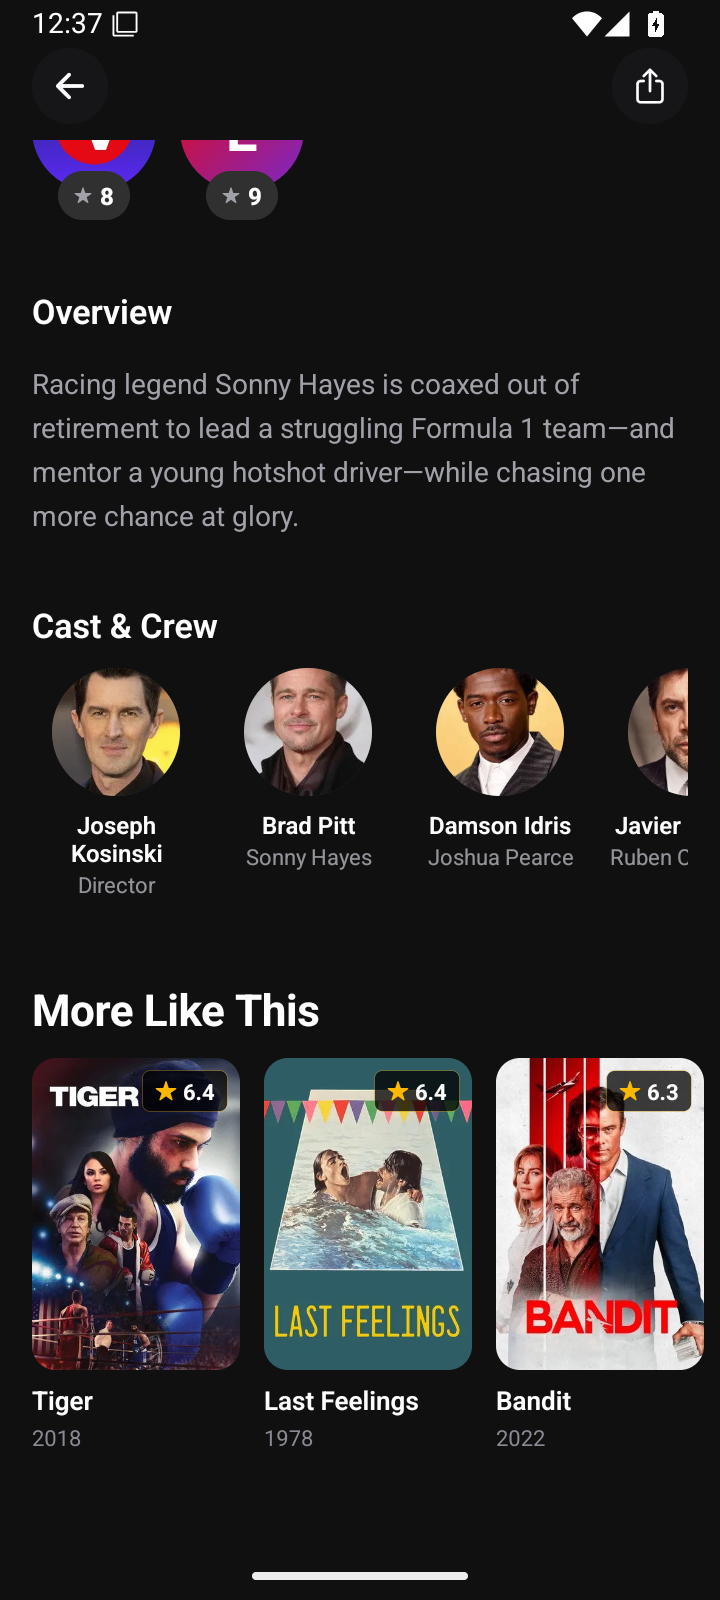 12:37
8
9
Overview
Racing legend Sonny Hayes is coaxed out of
retirement to lead a struggling Formula 1 team—and
mentor a young hotshot driver—while chasing one
more chance at glory.
Cast & Crew
Joseph
Kosinski
Director
Brad Pitt
Sonny Hayes
Damson Idris
Joshua Pearce
Javier
Ruben
More Like This
TIGER
6.4
6.4
6.3
LAST FEELINGS
BANDIT
Tiger
2018
Last Feelings
1978
Bandit
2022